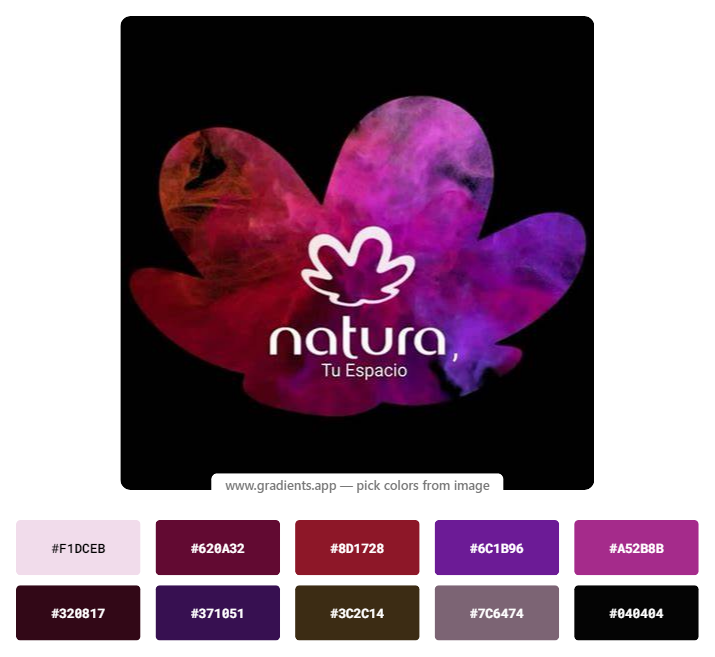 natura,
Tu Espacio
www.gradients.app — pick colors from image
#F1DCEB #620A32 #8D1728 #6C1B96 #A52B8B
#320817 #371051 #3C2C14 #7C6474 #040404